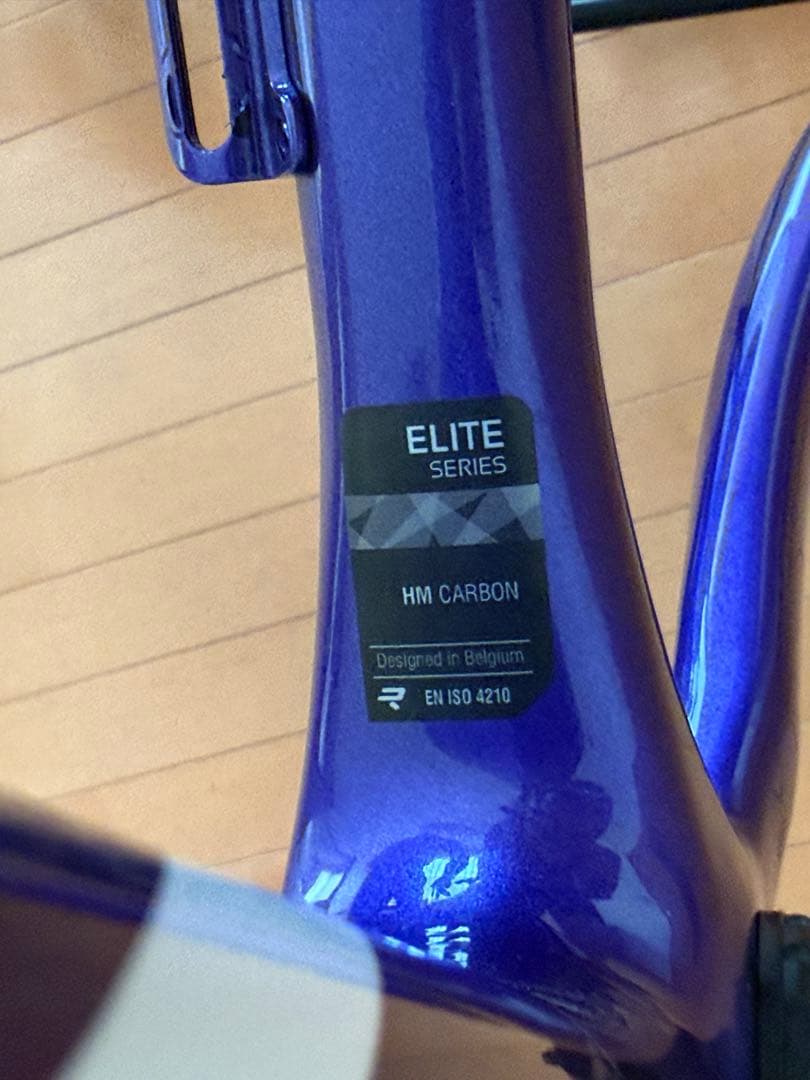 ELITE
SERIES
HM CARBON
Designed in Belgium
EN ISO 4210